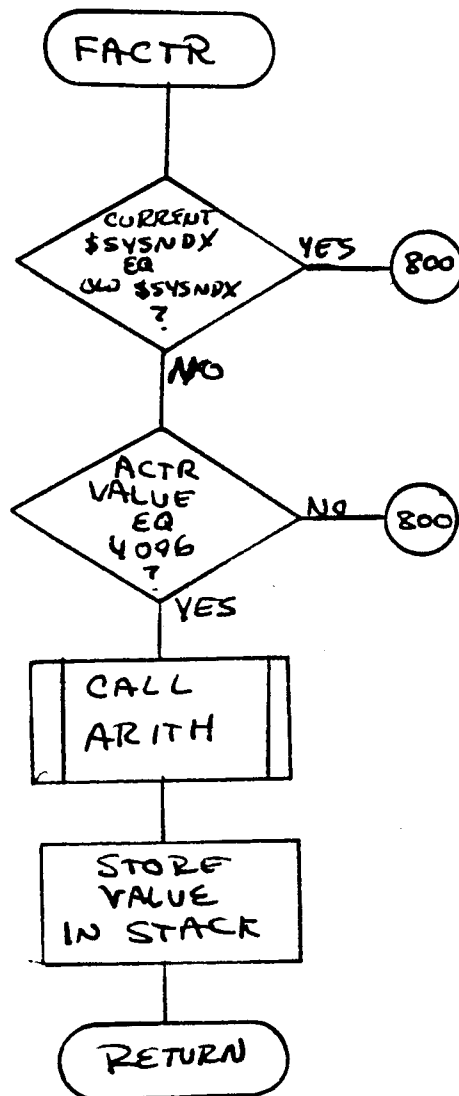 FACTR
CURRENT
$SYSNDX
EQ
OLD $SYSNDX
?
YES
800
NO
ACTR
VALUE
EQ
4096
?
NO
800
YES
CALL
ARITH
STORE
VALUE
IN STACK
RETURN